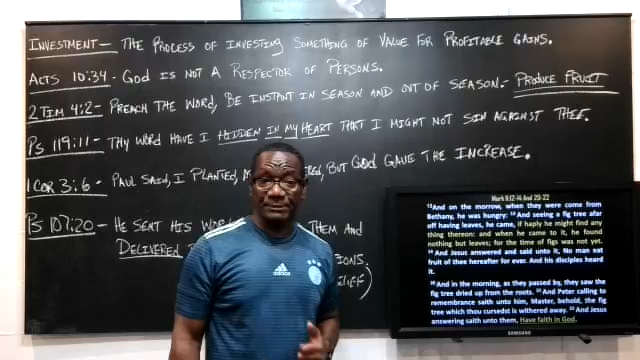 INVESTMENT - THE PROCESS OF INVESTING SOMETHING OF VALUE FOR PROFITABLE GAINS.
ACTS 10:34 - GOD IS NOT A RESPECTOR OF PERSONS.
2 TIM 4:2 - PREACH THE WORD, BE INSTANT IN SEASON AND OUT OF SEASON. - PRODUCE FRUIT
PS 119:11 - THY WORD HAVE I HIDDEN IN MY HEART THAT I MIGHT NOT SIN AGAINST THEE.
1 COR 3:6 - PAUL SAID, I PLANTED, BUT GOD GAVE THE INCREASE.
PS 107:20 - HE SENT HIS WORD THEM AND
DELIVERED
adidas
Mark 11:12-14 And 20-22
12And on the morrow, when they were come from
Bethany, he was hungry: 13 And seeing a fig tree afar
off having leaves, he came, if haply he might find any
thing thereon: and when he came to it, he found
nothing but leaves; for the time of figs was not yet.
14 And Jesus answered and said unto it, No man eat
fruit of thee hereafter for ever. And his disciples heard
it.
20 And in the morning, as they passed by, they saw the
fig tree dried up from the roots. 21 And Peter calling to
remembrance saith unto him, Master, behold, the fig
tree which thou cursedst is withered away. 22 And Jesus
answering saith unto them, Have faith in God.
SAMSUNG